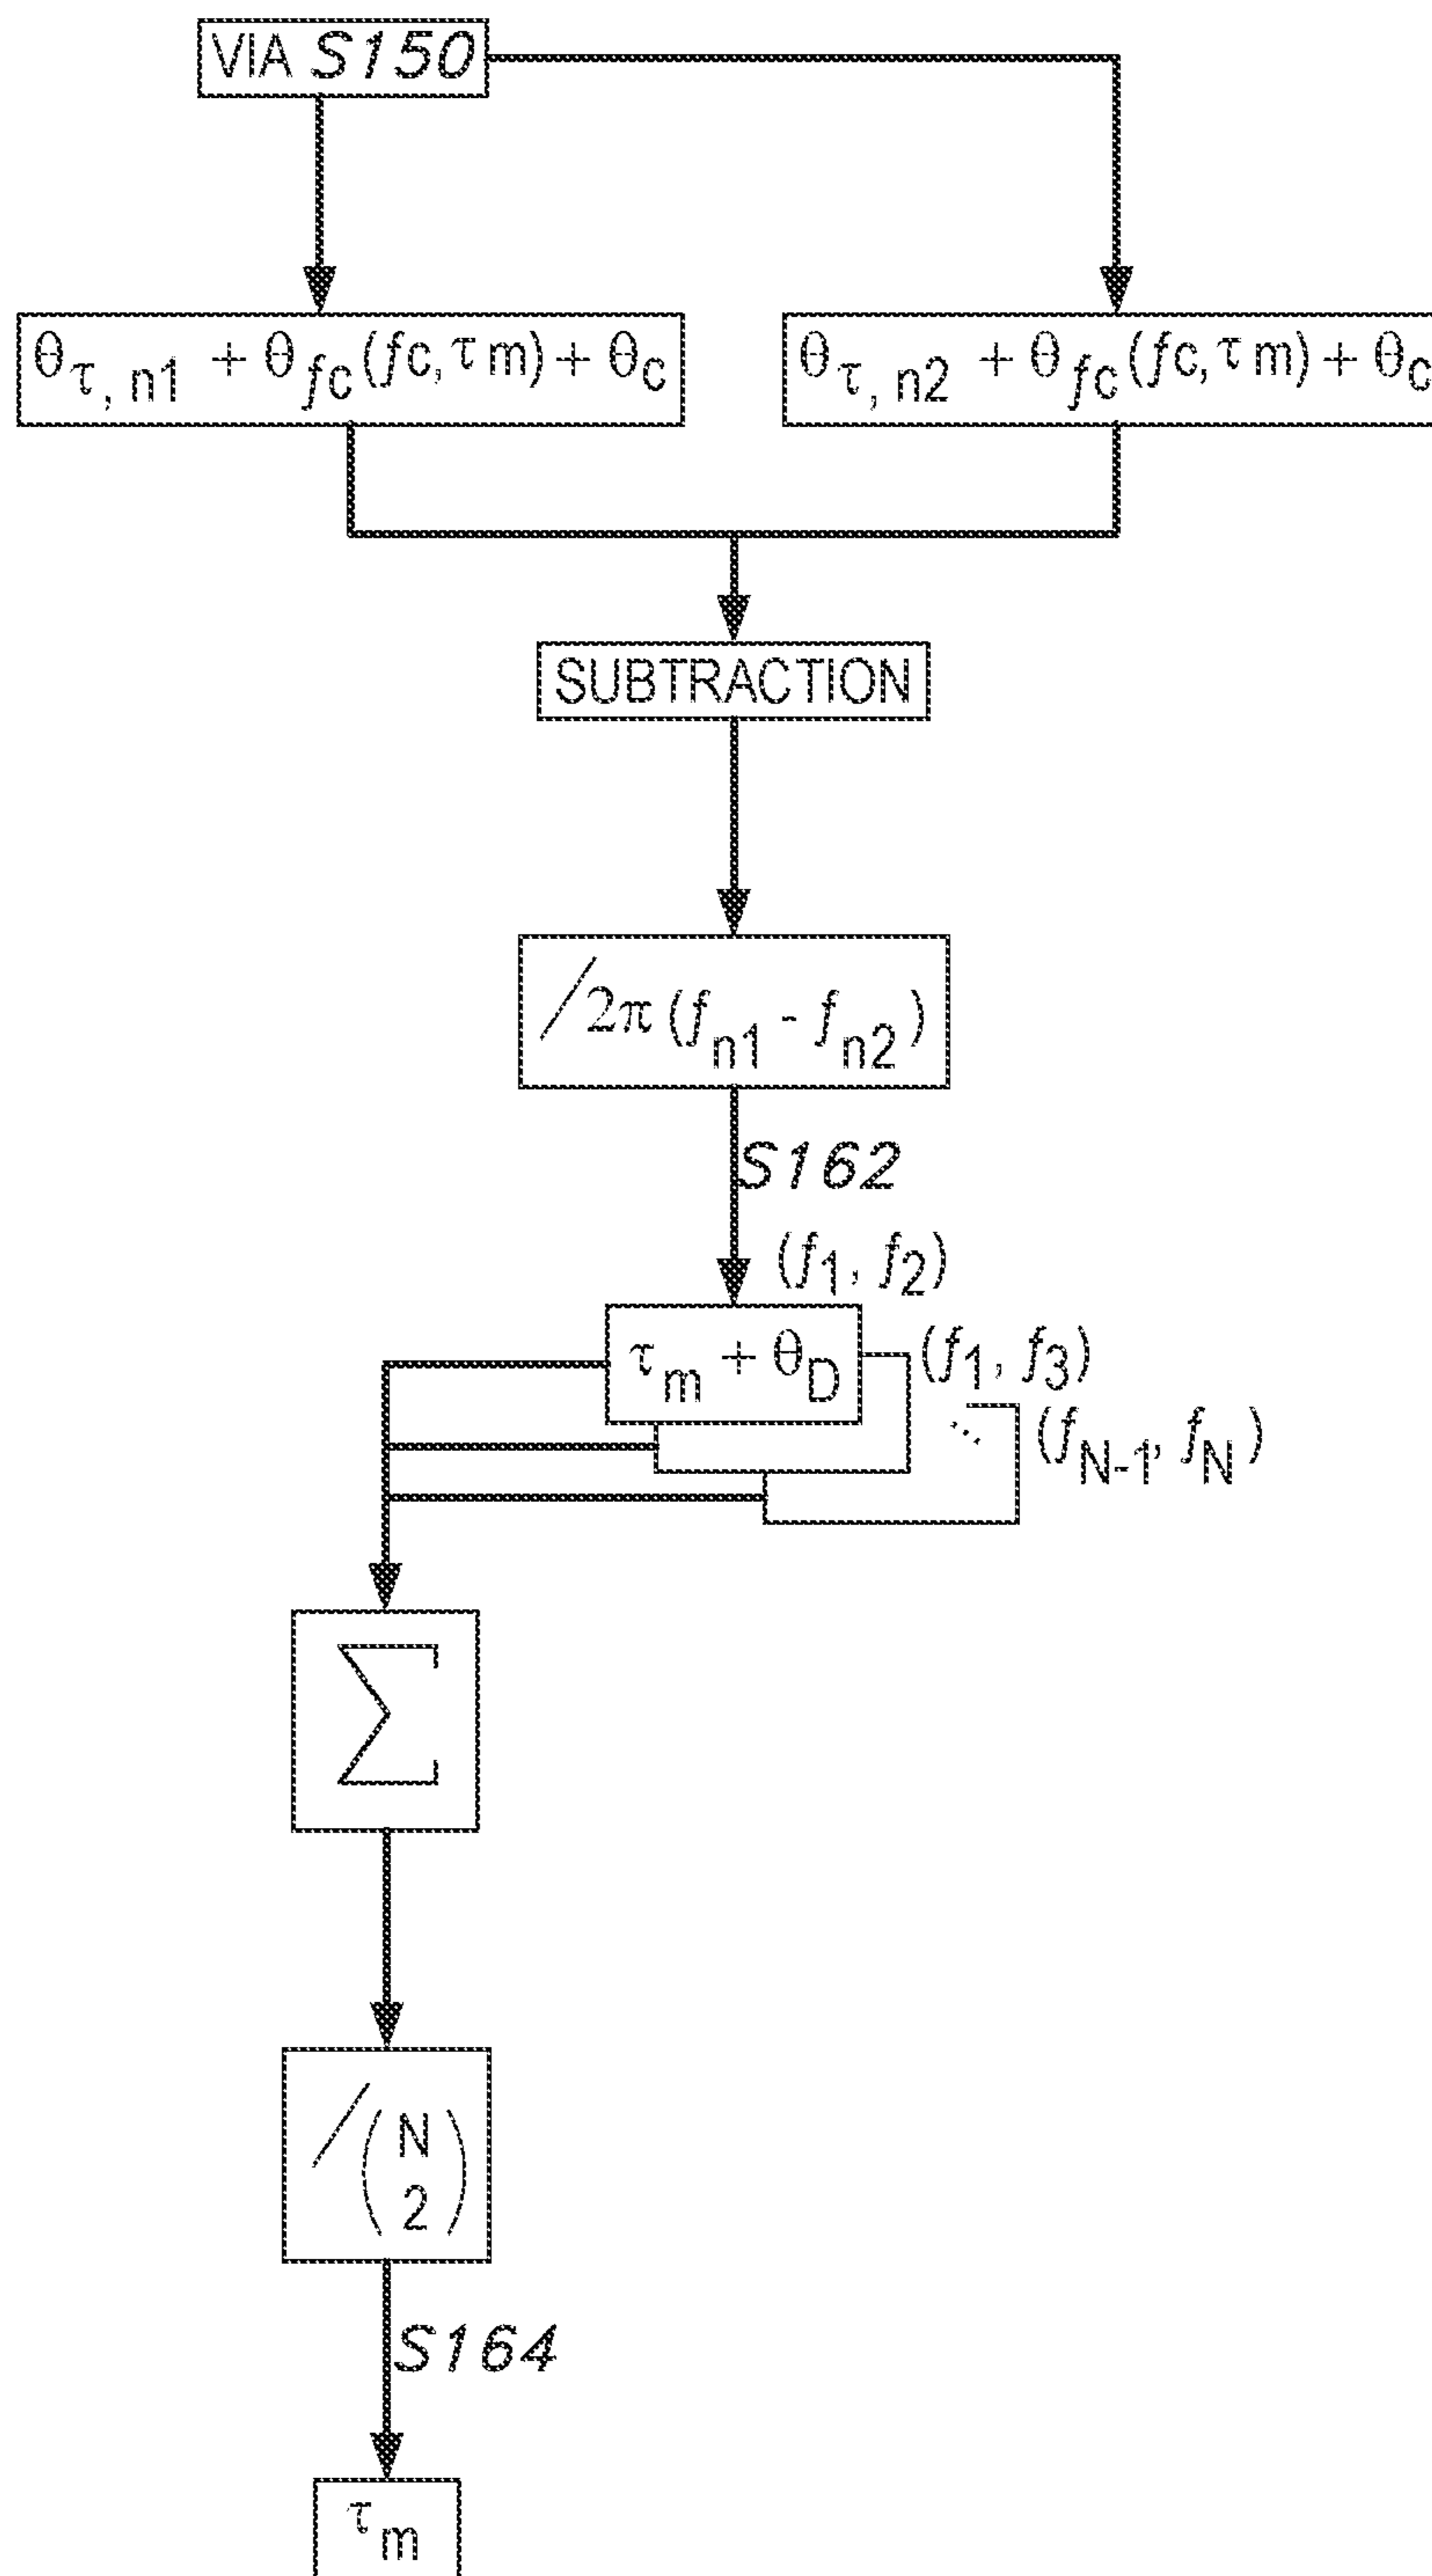 VIA S150
θτ, n1 + θfc(fc, τm) + θc
θτ, n2 + θfc(fc, τm) + θc
SUBTRACTION
/2π (fn1 - fn2)
S162
(f1, f2)
τm + θD
(f1, f3)
...
(fN-1, fN)
Σ
/(N
2)
S164
τm